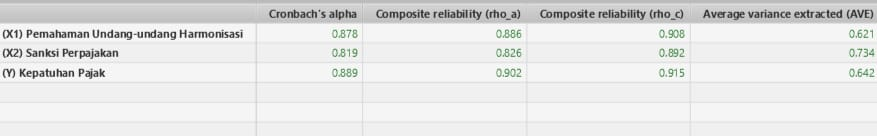 Cronbach's alpha Composite reliability (rho_a) Composite reliability (rho_c) Average variance extracted (AVE)
(X1) Pemahaman Undang-undang Harmonisasi 0.878 0.886 0.908 0.621
(X2) Sanksi Perpajakan 0.819 0.826 0.892 0.734
(Y) Kepatuhan Pajak 0.889 0.902 0.915 0.642